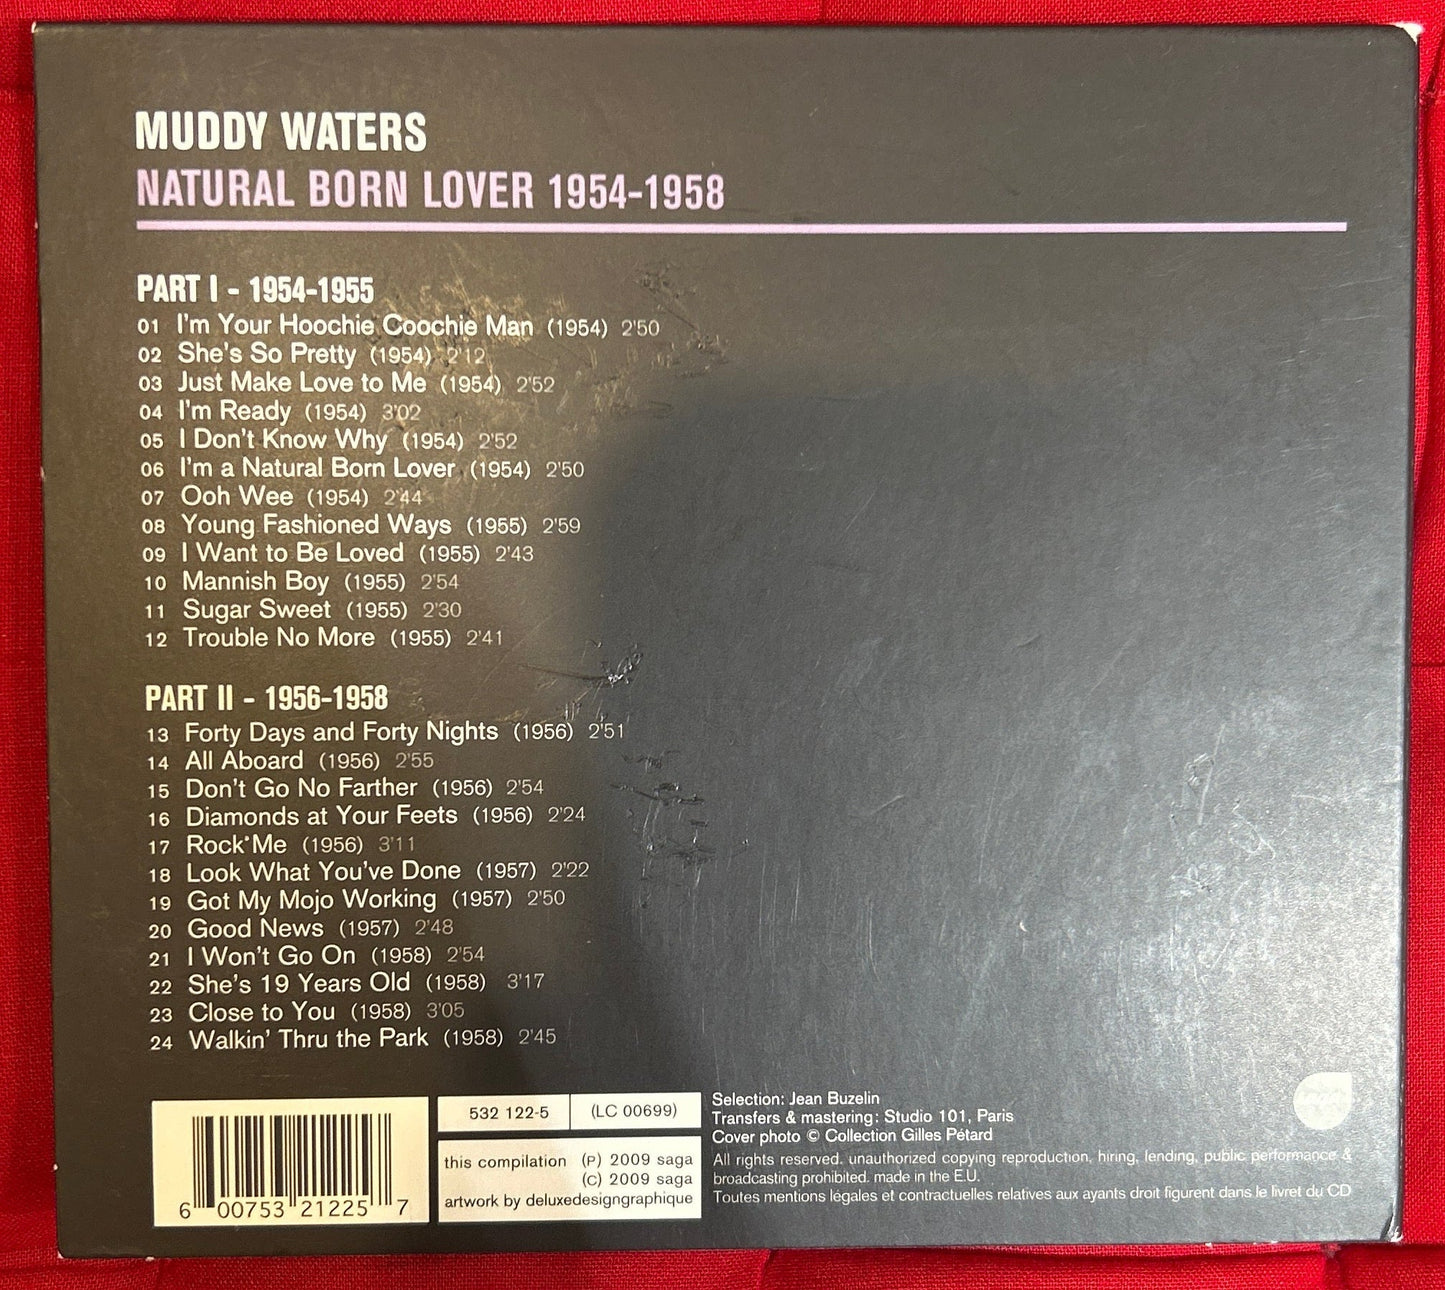 MUDDY WATERS
NATURAL BORN LOVER 1954-1958
PART I - 1954-1955
01 I'm Your Hoochie Coochie Man (1954) 2'50
02 She's So Pretty (1954) 2'12
03 Just Make Love to Me (1954) 2'52
04 I'm Ready (1954) 3'02
05 I Don't Know Why (1954) 2'52
06 I'm a Natural Born Lover (1954) 2'50
07 Ooh Wee (1954) 2'44
08 Young Fashioned Ways (1955) 2'59
09 I Want to Be Loved (1955) 2'43
10 Mannish Boy (1955) 2'54
11 Sugar Sweet (1955) 2'30
12 Trouble No More (1955) 2'41
PART II - 1956-1958
13 Forty Days and Forty Nights (1956) 2'51
14 All Aboard (1956) 2'55
15 Don't Go No Farther (1956) 2'54
16 Diamonds at Your Feets (1956) 2'24
17 Rock Me (1956) 3'11
18 Look What You've Done (1957) 2'22
19 Got My Mojo Working (1957) 2'50
20 Good News (1957) 2'48
21 I Won't Go On (1958) 2'54
22 She's 19 Years Old (1958) 3'17
23 Close to You (1958) 3'05
24 Walkin' Thru the Park (1958) 2'45
6 00753 21225 7
532 122-5 (LC 00699)
this compilation (P) 2009 saga
(C) 2009 saga
artwork by deluxedesigngraphique
Selection: Jean Buzelin
Transfers & mastering: Studio 101, Paris
Cover photo © Collection Gilles Pétard
All rights reserved. unauthorized copying reproduction, hiring, lending, public performance &
broadcasting prohibited. made in the E.U.
Toutes mentions légales et contractuelles relatives aux ayants droit figurent dans le livret du CD
saga